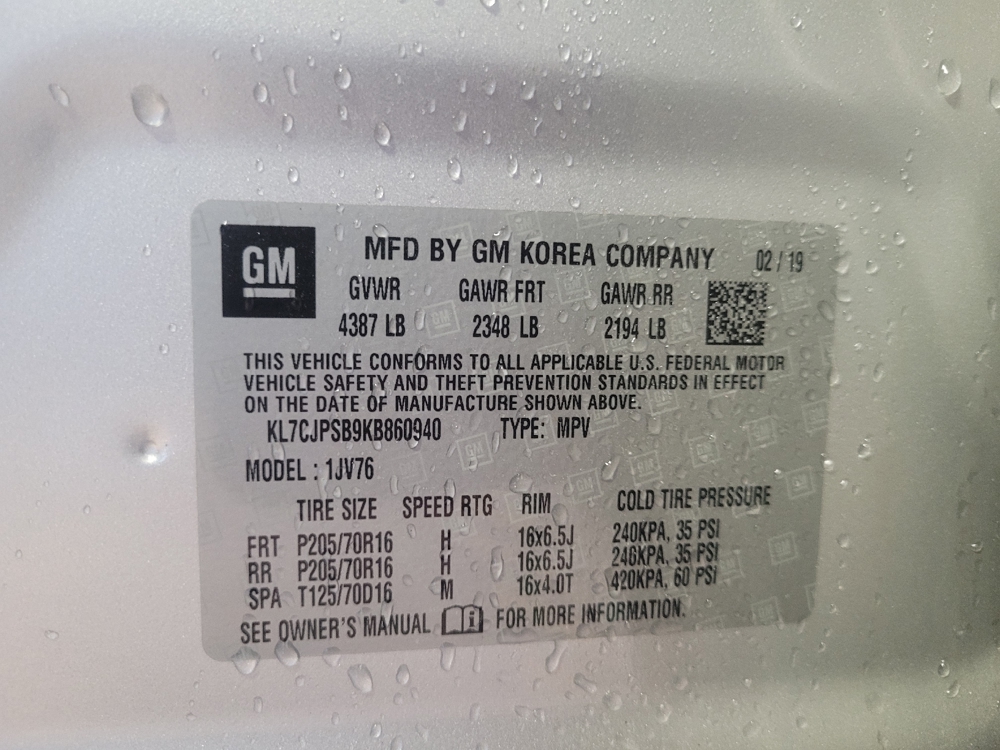 GM
MFD BY GM KOREA COMPANY 02 / 19
GVWR GAWR FRT GAWR RR
4387 LB 2348 LB 2194 LB
THIS VEHICLE CONFORMS TO ALL APPLICABLE U.S. FEDERAL MOTOR
VEHICLE SAFETY AND THEFT PREVENTION STANDARDS IN EFFECT
ON THE DATE OF MANUFACTURE SHOWN ABOVE.
KL7CJPSB9KB860940 TYPE: MPV
MODEL : 1JV76
TIRE SIZE SPEED RTG RIM COLD TIRE PRESSURE
FRT P205/70R16 H 16x6.5J 240KPA, 35 PSI
RR P205/70R16 H 16x6.5J 240KPA, 35 PSI
SPA T125/70D16 M 16x4.0T 420KPA, 60 PSI
SEE OWNER'S MANUAL i FOR MORE INFORMATION.